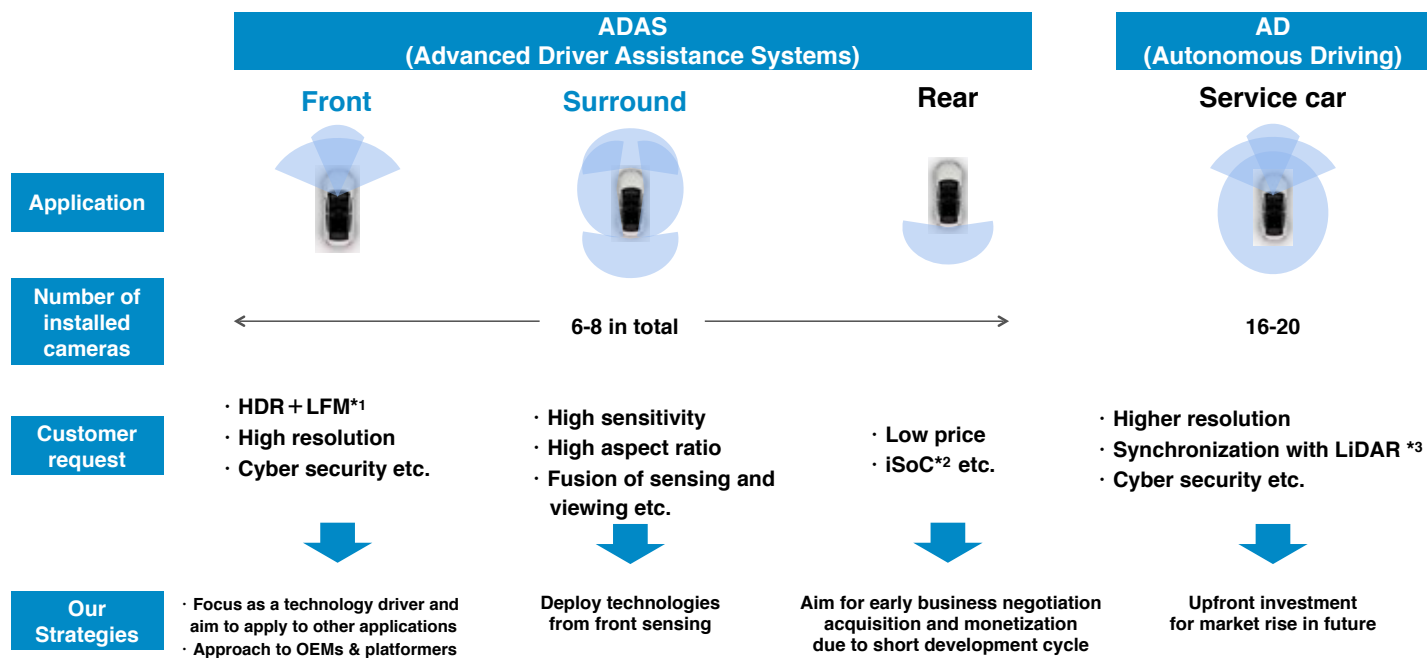 ADAS
(Advanced Driver Assistance Systems)
AD
(Autonomous Driving)
Front
Surround
Rear
Service car
Application
Number of
installed
cameras
6-8 in total
16-20
Customer
request
・HDR＋LFM*1
・High resolution
・Cyber security etc.
・High sensitivity
・High aspect ratio
・Fusion of sensing and
viewing etc.
・Low price
・iSoC*2 etc.
・Higher resolution
・Synchronization with LiDAR *3
・Cyber security etc.
Our
Strategies
・Focus as a technology driver and
aim to apply to other applications
・Approach to OEMs & platformers
Deploy technologies
from front sensing
Aim for early business negotiation
acquisition and monetization
due to short development cycle
Upfront investment
for market rise in future